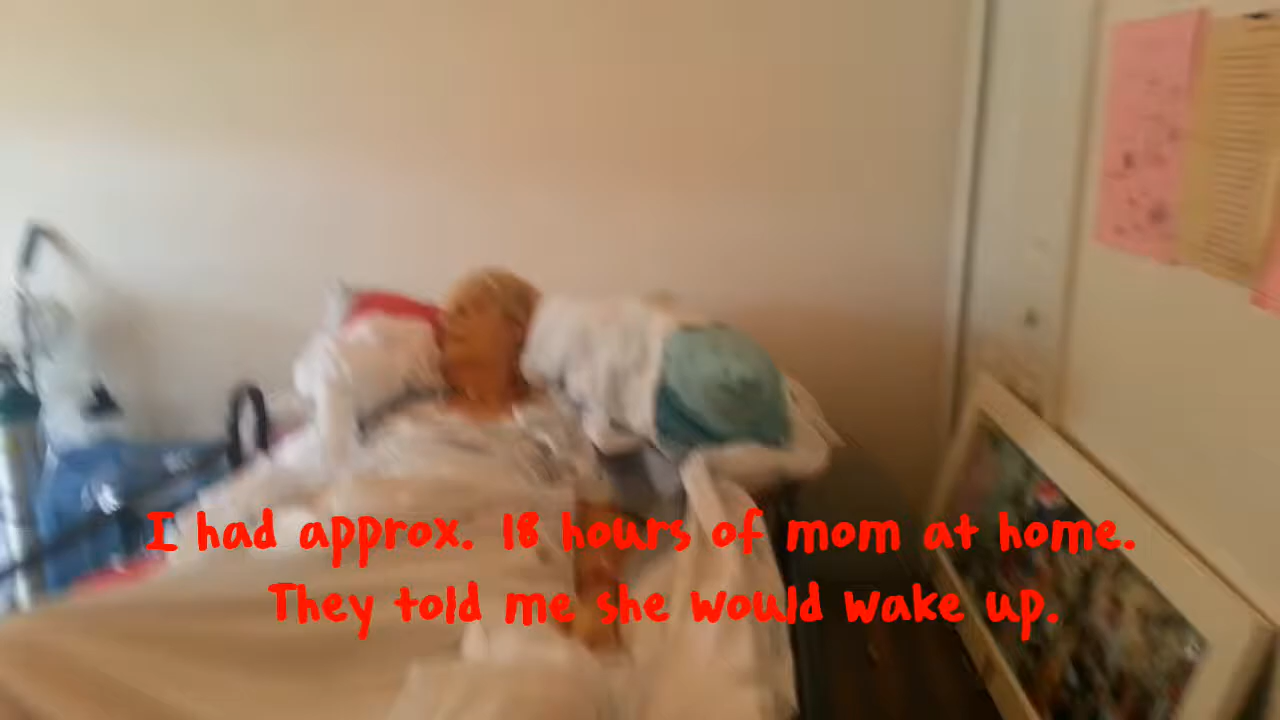 I had approx. 18 hours of mom at home.
They told me she would wake up.